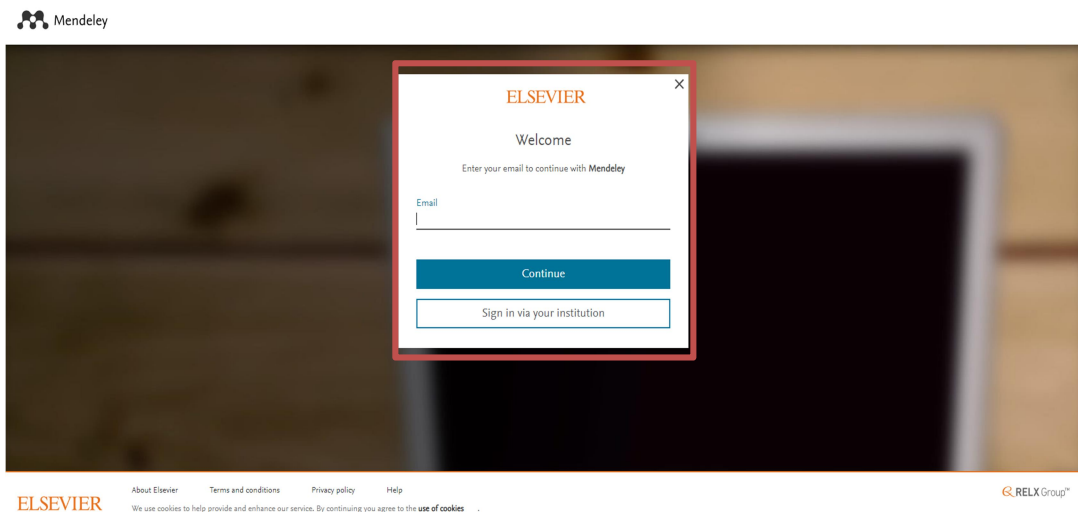 Mendeley
ELSEVIER
Welcome
Enter your email to continue with Mendeley
Email
Continue
Sign in via your institution
ELSEVIER
About Elsevier Terms and conditions Privacy policy Help
We use cookies to help provide and enhance our service. By continuing you agree to the use of cookies .
RELX Group™